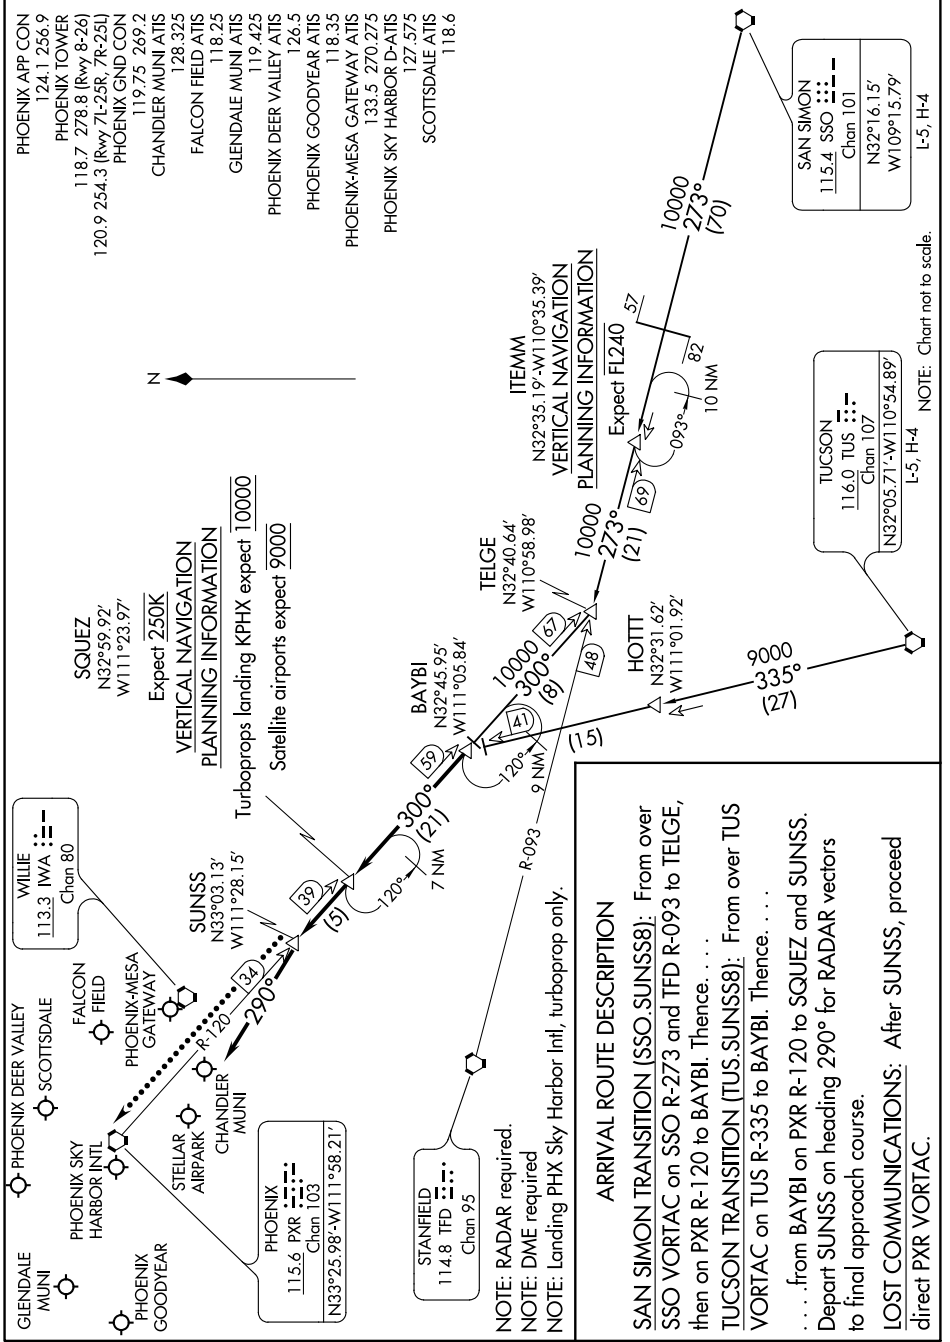 PHOENIX APP CON
124.1 256.9
PHOENIX TOWER
118.7 278.8 (Rwy 8-26)
120.9 254.3 (Rwy 7L-25R, 7R-25L)
PHOENIX GND CON
119.75 269.2
CHANDLER MUNI ATIS
128.325
FALCON FIELD ATIS
118.25
GLENDALE MUNI ATIS
119.425
PHOENIX DEER VALLEY ATIS
126.5
PHOENIX GOODYEAR ATIS
118.35
PHOENIX-MESA GATEWAY ATIS
133.5 270.275
PHOENIX SKY HARBOR D-ATIS
127.575
SCOTTSDALE ATIS
118.6
N
GLENDALE
MUNI
PHOENIX DEER VALLEY
SCOTTSDALE
FALCON
FIELD
PHOENIX-MESA
GATEWAY
PHOENIX SKY
HARBOR INTL
PHOENIX
GOODYEAR
STELLAR
AIRPARK
CHANDLER
MUNI
WILLIE
113.3 IWA
Chan 80
PHOENIX
115.6 PXR
Chan 103
N33°25.98'-W111°58.21'
STANFIELD
114.8 TFD
Chan 95
SUNSS
N33°03.13'
W111°28.15'
R-120
34
290°
39
(5)
SQUEZ
N32°59.92'
W111°23.97'
Expect 250K
VERTICAL NAVIGATION
PLANNING INFORMATION
Turboprops landing KPHX expect 10000
Satellite airports expect 9000
120°
7 NM
300°
(21)
59
BAYBI
N32°45.95'
W111°05.84'
120°
9 NM
41
10000
300°
(8)
67
TELGE
N32°40.64'
W110°58.98'
R-093
48
HOTTT
N32°31.62'
W111°01.92'
(15)
9000
335°
(27)
TUCSON
116.0 TUS
Chan 107
N32°05.71'-W110°54.89'
L-5, H-4
10000
273°
(21)
69
ITEMM
N32°35.19'-W110°35.39'
VERTICAL NAVIGATION
PLANNING INFORMATION
Expect FL240
093°
10 NM
57
82
10000
273°
(70)
SAN SIMON
115.4 SSO
Chan 101
N32°16.15'
W109°15.79'
L-5, H-4
NOTE: Chart not to scale.
NOTE: RADAR required.
NOTE: DME required
NOTE: Landing PHX Sky Harbor Intl, turboprop only.
ARRIVAL ROUTE DESCRIPTION
SAN SIMON TRANSITION (SSO.SUNSS8): From over
SSO VORTAC on SSO R-273 and TFD R-093 to TELGE,
then on PXR R-120 to BAYBI. Thence. . . .
TUCSON TRANSITION (TUS.SUNSS8): From over TUS
VORTAC on TUS R-335 to BAYBI. Thence. . . .
. . . .from BAYBI on PXR R-120 to SQUEZ and SUNSS.
Depart SUNSS on heading 290° for RADAR vectors
to final approach course.
LOST COMMUNICATIONS: After SUNSS, proceed
direct PXR VORTAC.